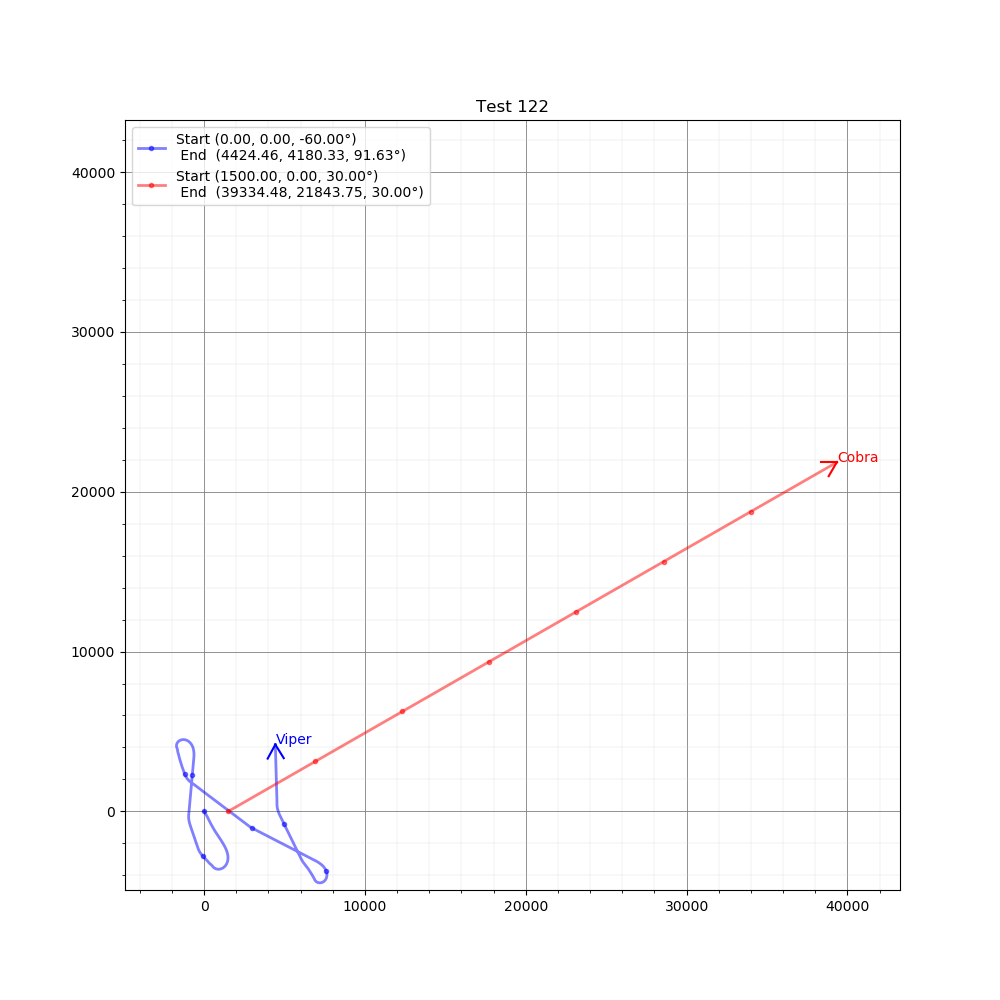 Test 122
Start (0.00, 0.00, -60.00°)
End (4424.46, 4180.33, 91.63°)
Start (1500.00, 0.00, 30.00°)
End (39334.48, 21843.75, 30.00°)
40000
30000
20000
10000
0
Cobra
Viper
0 10000 20000 30000 40000